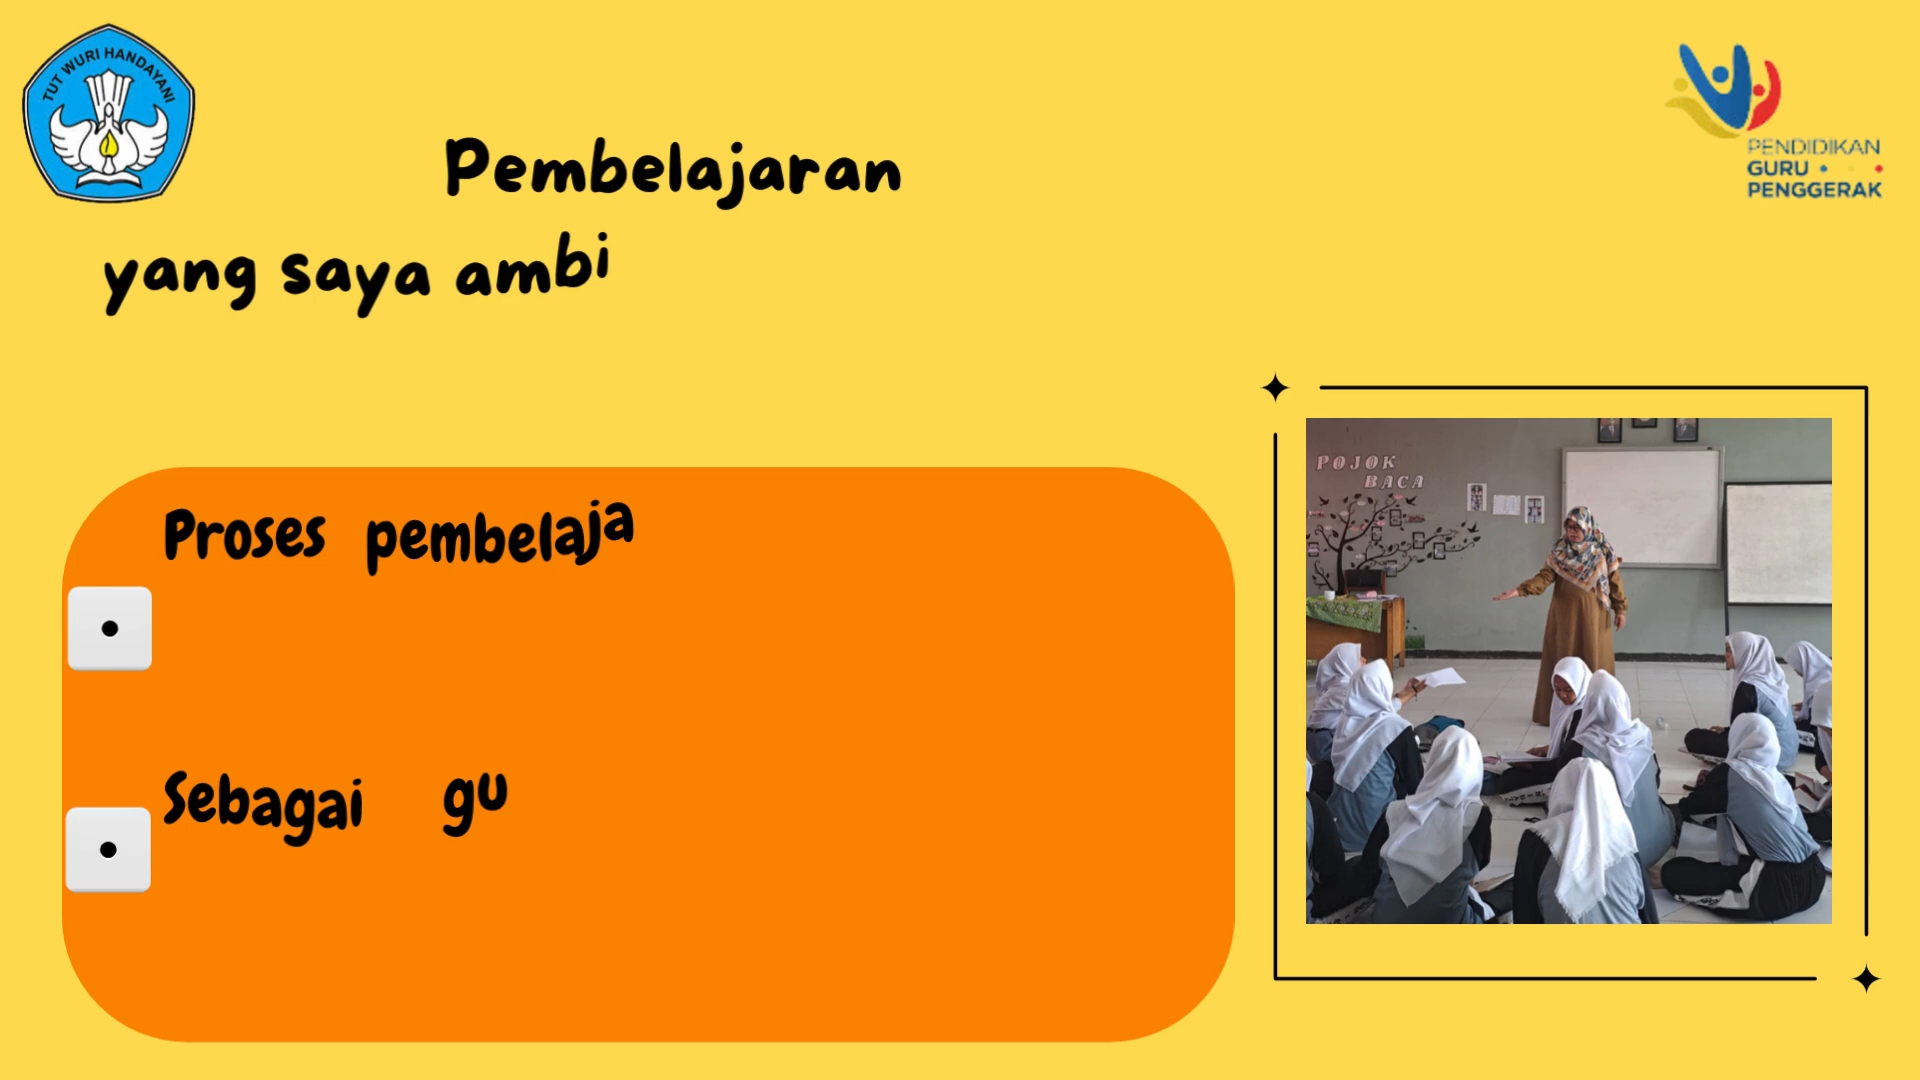 TUT WURI HANDAYANI
PENDIDIKAN
GURU
PENGGERAK
Pembelajaran
yang saya ambi
Proses pembelaja
Sebagai gu
POJOK
BACA